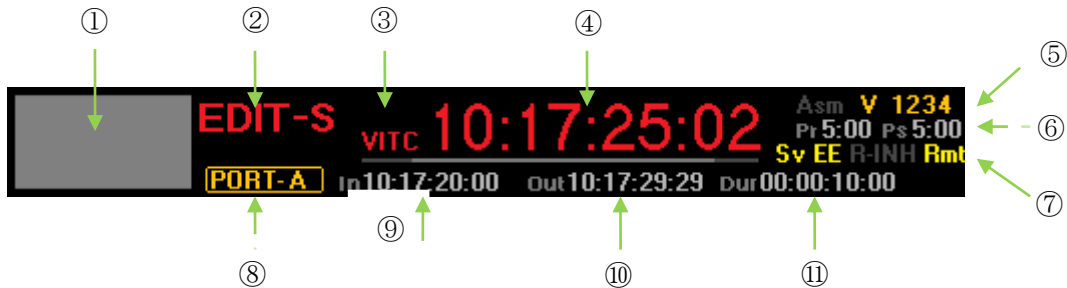 ① ② ③ ④
⑤
EDIT-S VITC 10:17:25:02 Asm V 1234
Pr 5:00 Ps 5:00 ⑥
Sv EE R-INH Rmt
PORT-A In 10:17:20:00 Out 10:17:29:29 Dur 00:00:10:00
⑦
⑨
⑧ ⑩ ⑪